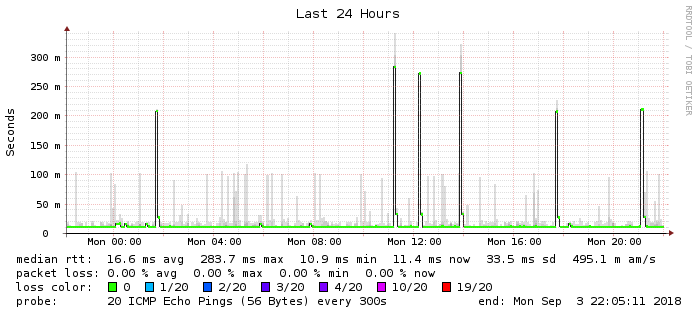 Last 24 Hours
RRDTOOL / TOBI OETIKER
Seconds
300 m
250 m
200 m
150 m
100 m
50 m
0
Mon 00:00 Mon 04:00 Mon 08:00 Mon 12:00 Mon 16:00 Mon 20:00
median rtt: 16.6 ms avg 283.7 ms max 10.9 ms min 11.4 ms now 33.5 ms sd 495.1 m am/s
packet loss: 0.00 % avg 0.00 % max 0.00 % min 0.00 % now
loss color: 0 1/20 2/20 3/20 4/20 10/20 19/20
probe: 20 ICMP Echo Pings (56 Bytes) every 300s end: Mon Sep 3 22:05:11 2018